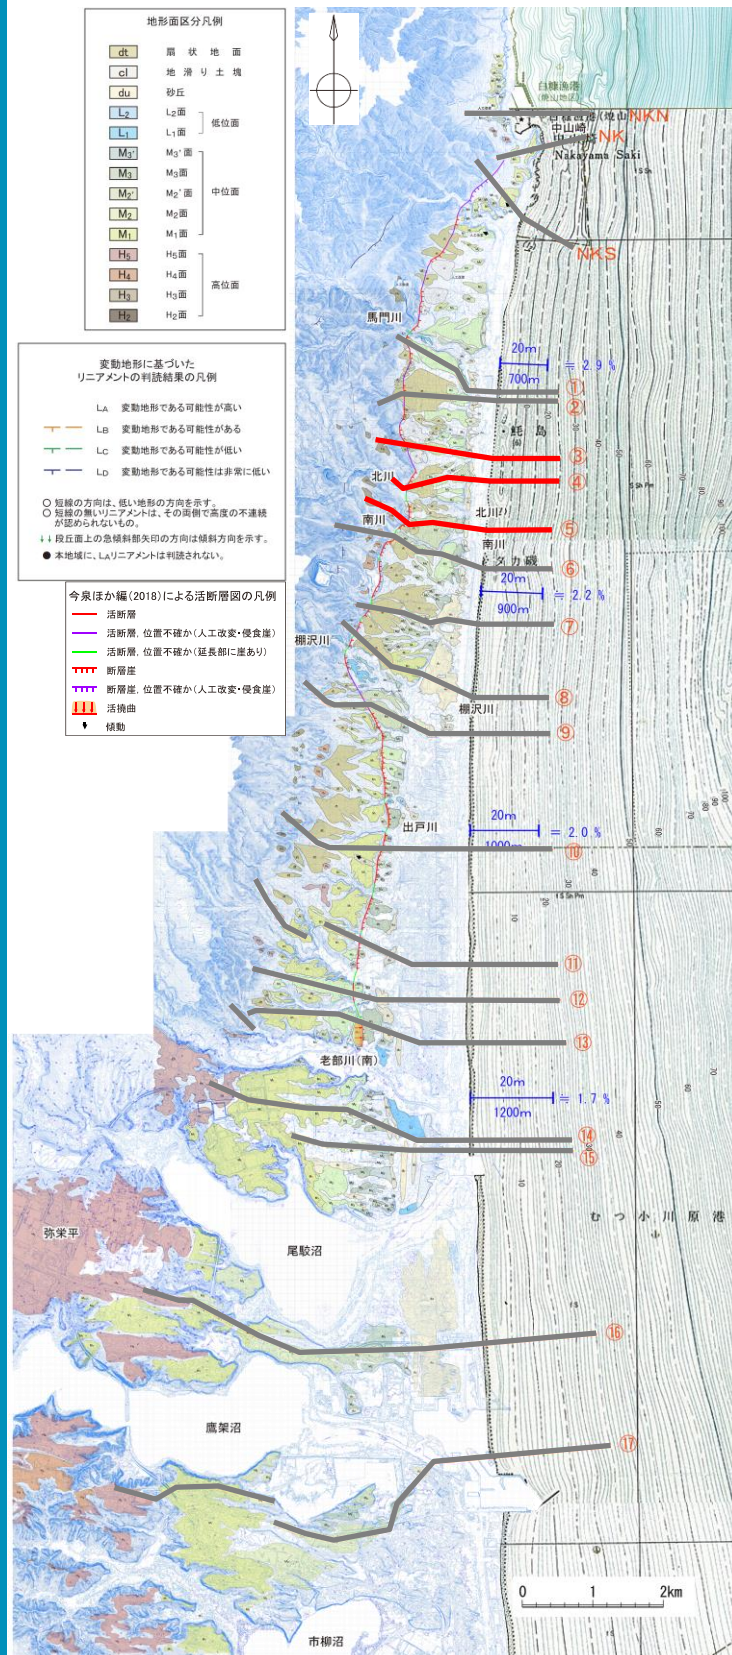 地形面区分凡例
dt 扇状地面
cl 地滑り土塊
du 砂丘
L₂ L₂面
L₁ L₁面
低位面
M₃' M₃'面
M₃ M₃面
M₂' M₂'面
M₂ M₂面
M₁ M₁面
中位面
H₅ H₅面
H₄ H₄面
H₃ H₃面
H₂ H₂面
高位面
変動地形に基づいた
リニアメントの判読結果の凡例
LA 変動地形である可能性が高い
LB 変動地形である可能性がある
LC 変動地形である可能性が低い
LD 変動地形である可能性は非常に低い
○ 短線の方向は、低い地形の方向を示す。
○ 短線の無いリニアメントは、その両側で高度の不連続
が認められないもの。
↓↓ 段丘面上の急傾斜部矢印の方向は傾斜方向を示す。
● 本地域に、LAリニアメントは判読されない。
今泉ほか編(2018)による活断層図の凡例
活断層
活断層, 位置不確か(人工改変・侵食崖)
活断層, 位置不確か(延長部に崖あり)
断層崖
断層崖, 位置不確か(人工改変・侵食崖)
活撓曲
傾動
白糠漁港
(焼山地区)
NKN
中山崎
NK
Nakayama Saki
NKS
馬門川
20m
700m
≒ 2.9 %
①
②
③
④
⑤
⑥
北川
北川
南川
南川
タカ磯
20m
900m
≒ 2.2 %
⑦
棚沢川
⑧
棚沢川
⑨
20m
1000m
= 2.0 %
出戸川
⑩
⑪
⑫
⑬
老部川(南)
20m
1200m
≒ 1.7 %
⑭
⑮
むつ小川原港
弥栄平
尾駮沼
⑯
鷹架沼
⑰
0 1 2km
市柳沼